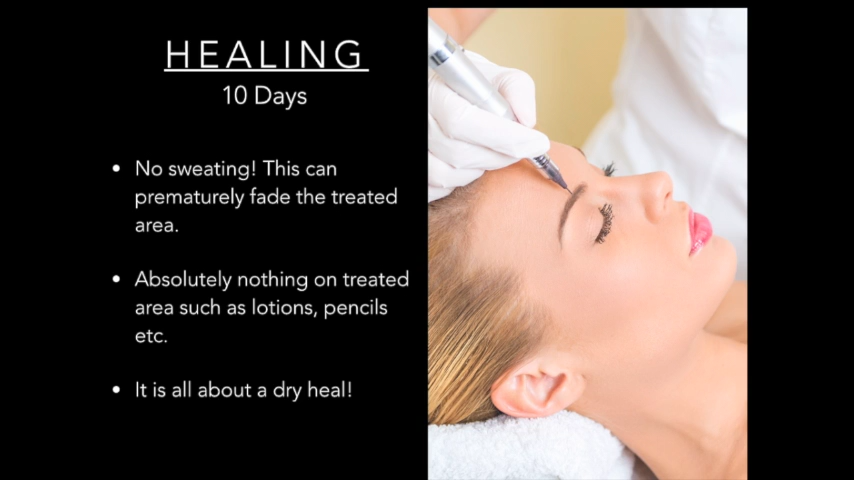 HEALING
10 Days
• No sweating! This can
prematurely fade the treated
area.
• Absolutely nothing on treated
area such as lotions, pencils
etc.
• It is all about a dry heal!